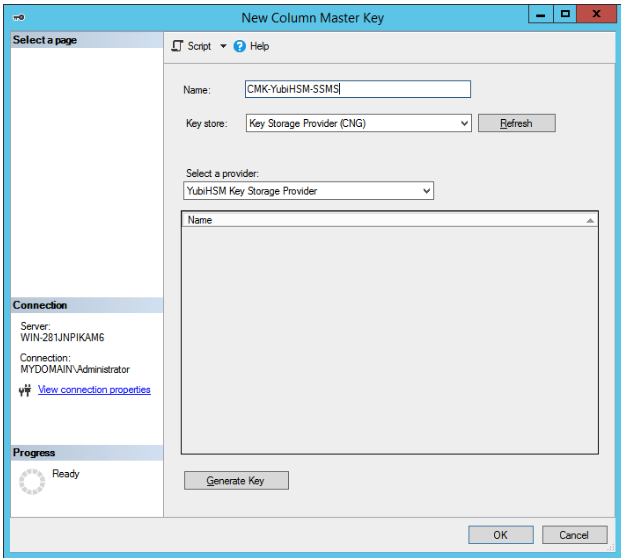 New Column Master Key
Select a page
Script
Help
Name:
CMK-YubiHSM-SSMS
Key store:
Key Storage Provider (CNG)
Refresh
Select a provider:
YubiHSM Key Storage Provider
Name
Connection
Server:
WIN-281JNPIKAM6
Connection:
MYDOMAIN\Administrator
View connection properties
Progress
Ready
Generate Key
OK
Cancel